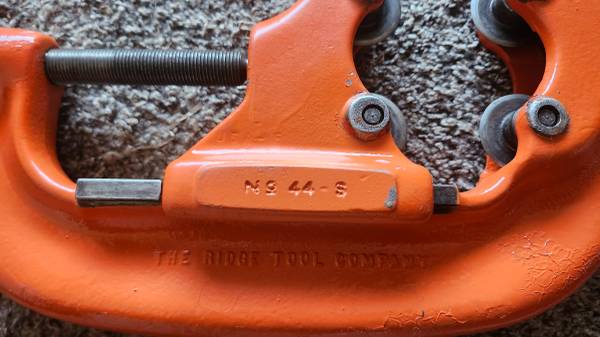 Nº 44-S
THE RIDGE TOOL COMPANY